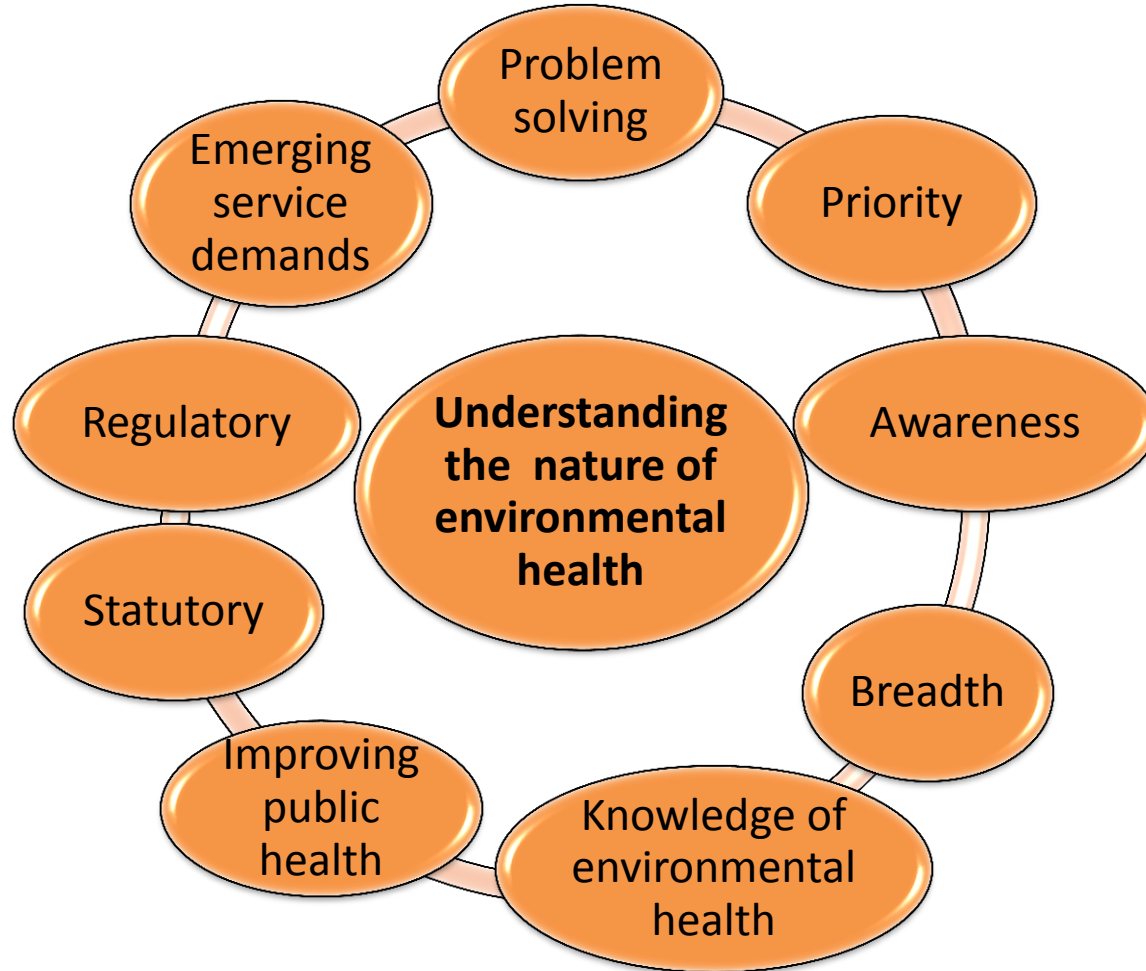 Problem
solving
Priority
Awareness
Breadth
Knowledge of
environmental
health
Improving
public
health
Statutory
Regulatory
Emerging
service
demands
Understanding
the nature of
environmental
health